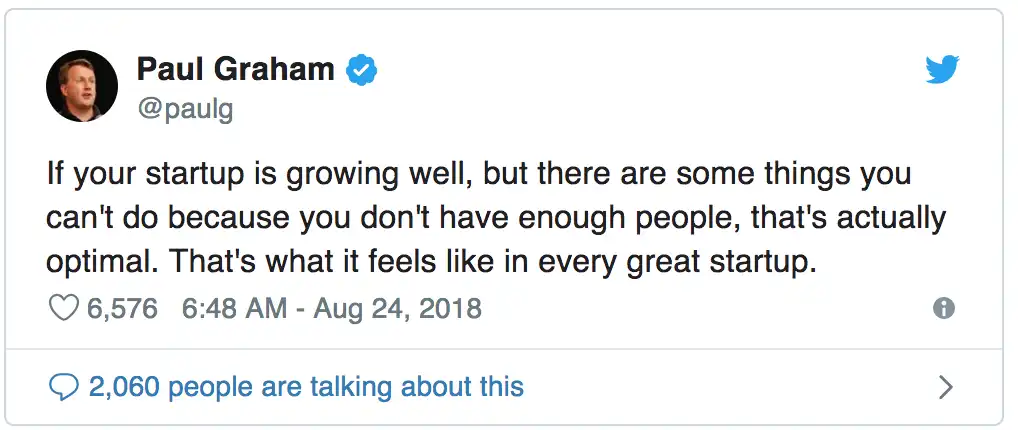 Paul Graham
@paulg
If your startup is growing well, but there are some things you
can't do because you don't have enough people, that's actually
optimal. That's what it feels like in every great startup.
6,576 6:48 AM - Aug 24, 2018
2,060 people are talking about this